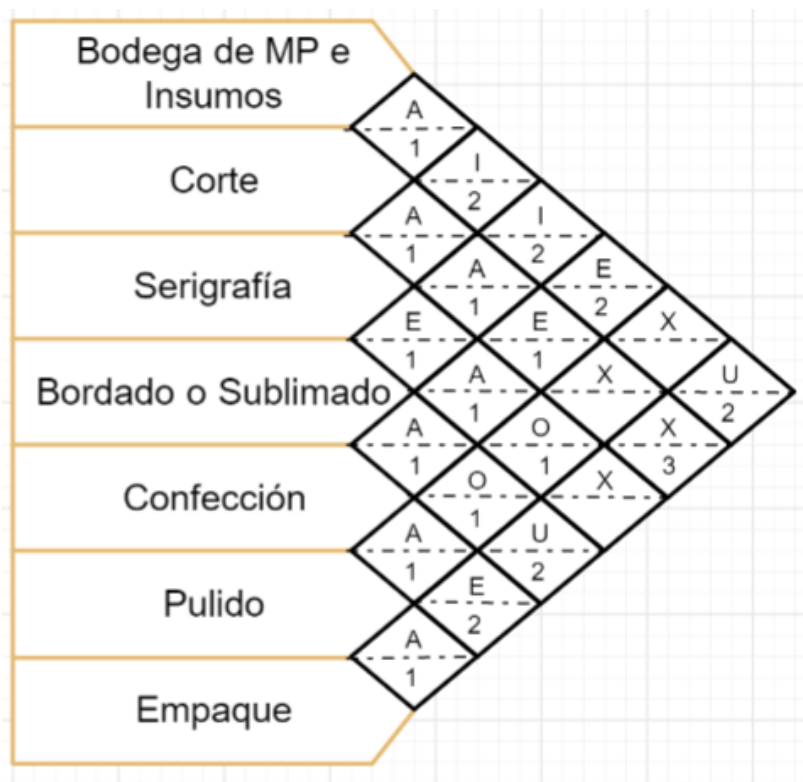 Bodega de MP e
Insumos
A
1
I
2
Corte
A
1
I
2
A
1
E
2
Serigrafía
E
1
E
1
X
A
1
X
U
2
Bordado o Sublimado
A
1
O
1
X
3
O
1
X
Confección
A
1
U
2
E
2
Pulido
A
1
Empaque